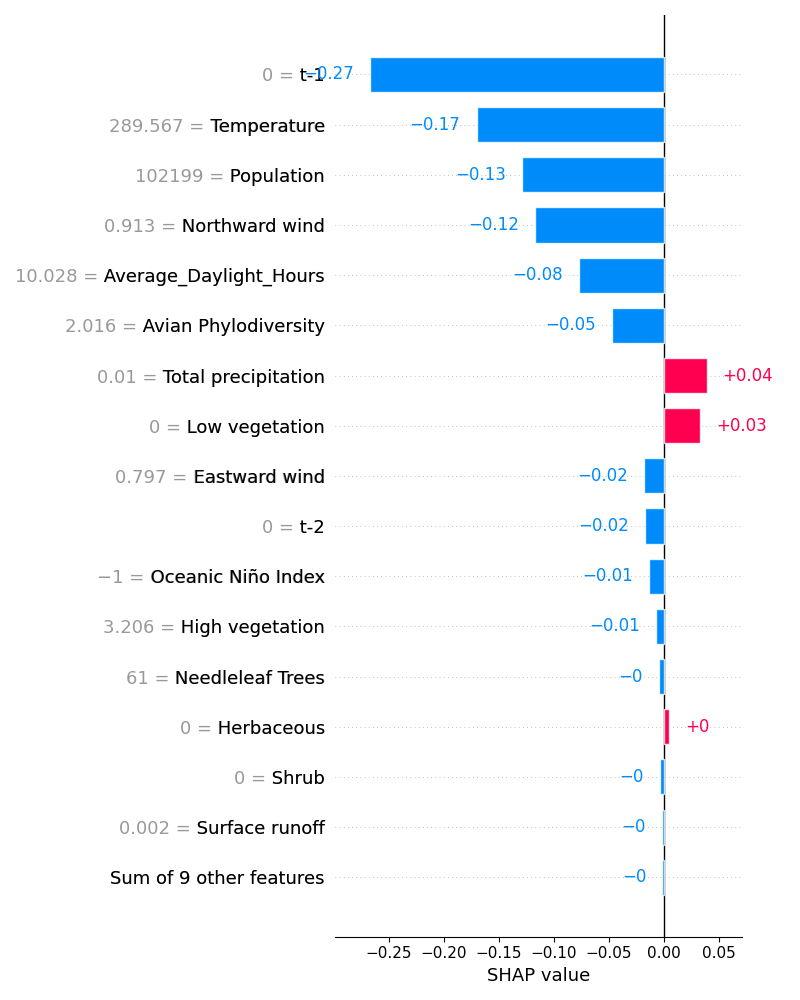 0 = t-1 −0.27
289.567 = Temperature −0.17
102199 = Population −0.13
0.913 = Northward wind −0.12
10.028 = Average_Daylight_Hours −0.08
2.016 = Avian Phylodiversity −0.05
0.01 = Total precipitation +0.04
0 = Low vegetation +0.03
0.797 = Eastward wind −0.02
0 = t-2 −0.02
−1 = Oceanic Niño Index −0.01
3.206 = High vegetation −0.01
61 = Needleleaf Trees −0
0 = Herbaceous +0
0 = Shrub −0
0.002 = Surface runoff −0
Sum of 9 other features −0
−0.25 −0.20 −0.15 −0.10 −0.05 0.00 0.05
SHAP value